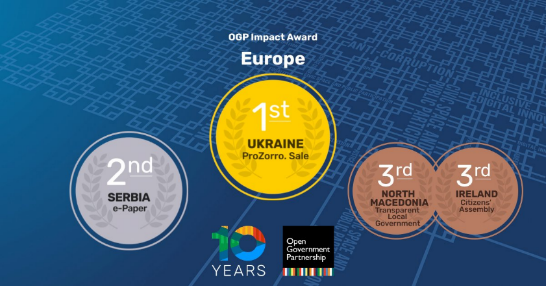 OGP Impact Award
Europe
1st
UKRAINE
ProZorro. Sale
2nd
SERBIA
e-Paper
3rd
NORTH
MACEDONIA
Transparent
Local
Government
3rd
IRELAND
Citizens'
Assembly
10
YEARS
Open
Government
Partnership